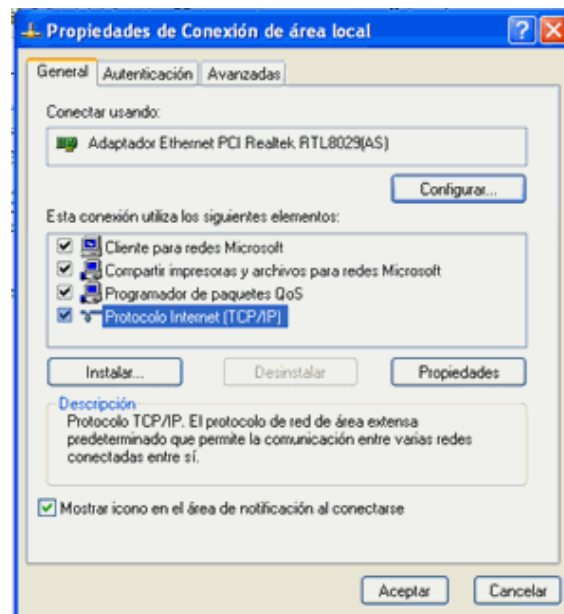 Propiedades de Conexión de área local
General Autenticación Avanzadas
Conectar usando:
Adaptador Ethernet PCI Realtek RTL8029(AS)
Configurar...
Esta conexión utiliza los siguientes elementos:
Cliente para redes Microsoft
Compartir impresoras y archivos para redes Microsoft
Programador de paquetes QoS
Protocolo Internet (TCP/IP)
Instalar... Desinstalar Propiedades
Descripción
Protocolo TCP/IP. El protocolo de red de área extensa
predeterminado que permite la comunicación entre varias redes
conectadas entre sí.
Mostrar icono en el área de notificación al conectarse
Aceptar Cancelar